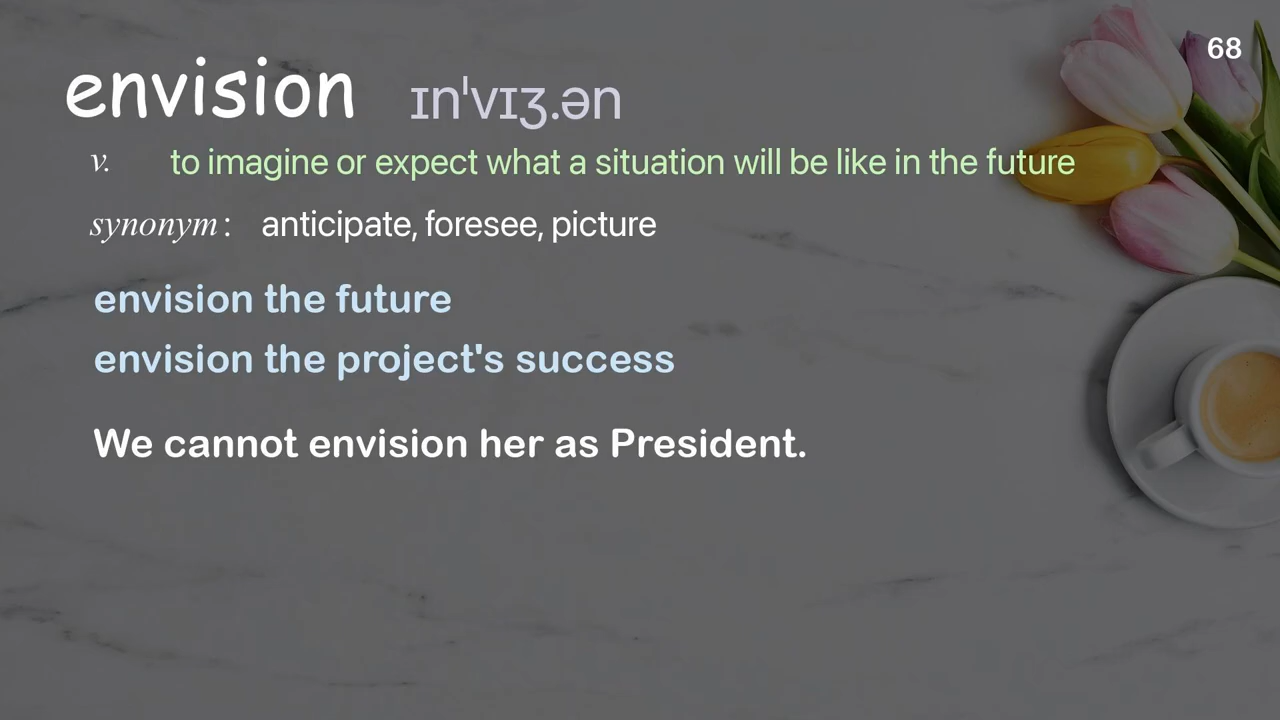 68
envision ɪnˈvɪʒ.ən
v. to imagine or expect what a situation will be like in the future
synonym: anticipate, foresee, picture
envision the future
envision the project's success
We cannot envision her as President.